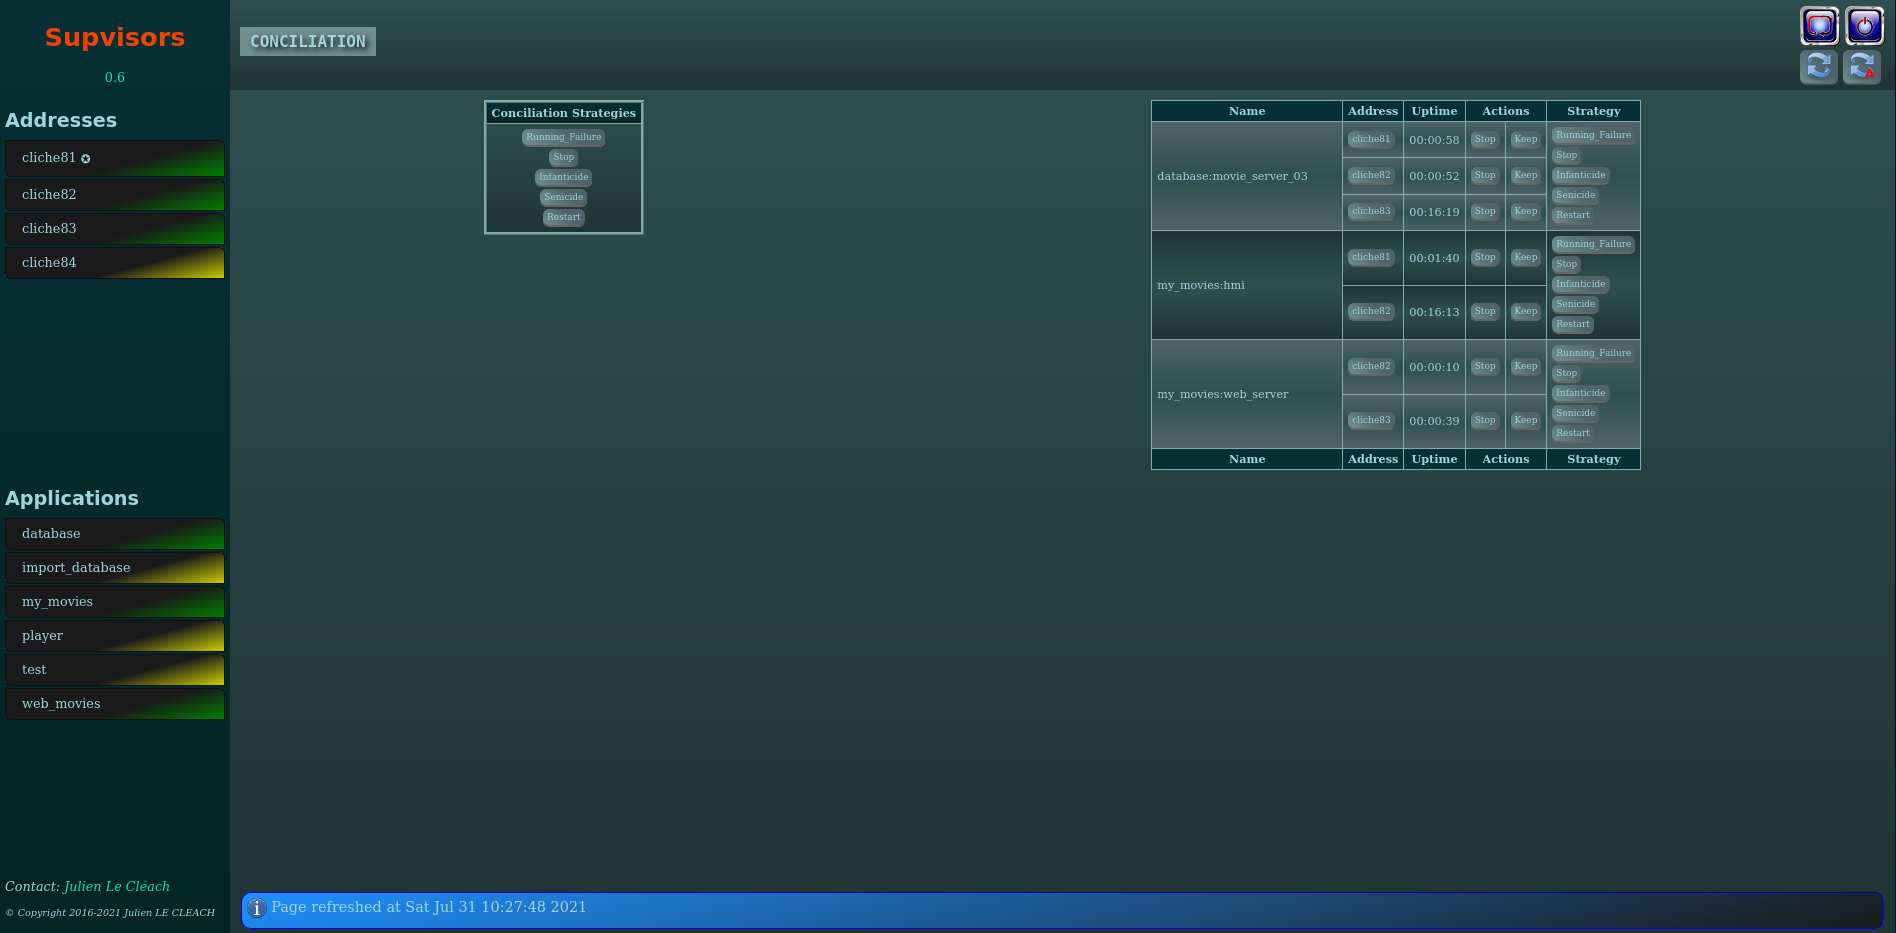 Supvisors
0.6
Addresses
cliche81 ✪
cliche82
cliche83
cliche84
Applications
database
import_database
my_movies
player
test
web_movies
Contact: Julien Le Cléach
© Copyright 2016-2021 Julien LE CLEACH
CONCILIATION
A
Conciliation Strategies
Running_Failure
Stop
Infanticide
Senicide
Restart
Name Address Uptime Actions Strategy
database:movie_server_03
cliche81 00:00:58 Stop Keep
cliche82 00:00:52 Stop Keep
cliche83 00:16:19 Stop Keep
Running_Failure
Stop
Infanticide
Senicide
Restart
my_movies:hmi
cliche81 00:01:40 Stop Keep
cliche82 00:16:13 Stop Keep
Running_Failure
Stop
Infanticide
Senicide
Restart
my_movies:web_server
cliche82 00:00:10 Stop Keep
cliche83 00:00:39 Stop Keep
Running_Failure
Stop
Infanticide
Senicide
Restart
Name Address Uptime Actions Strategy
Page refreshed at Sat Jul 31 10:27:48 2021